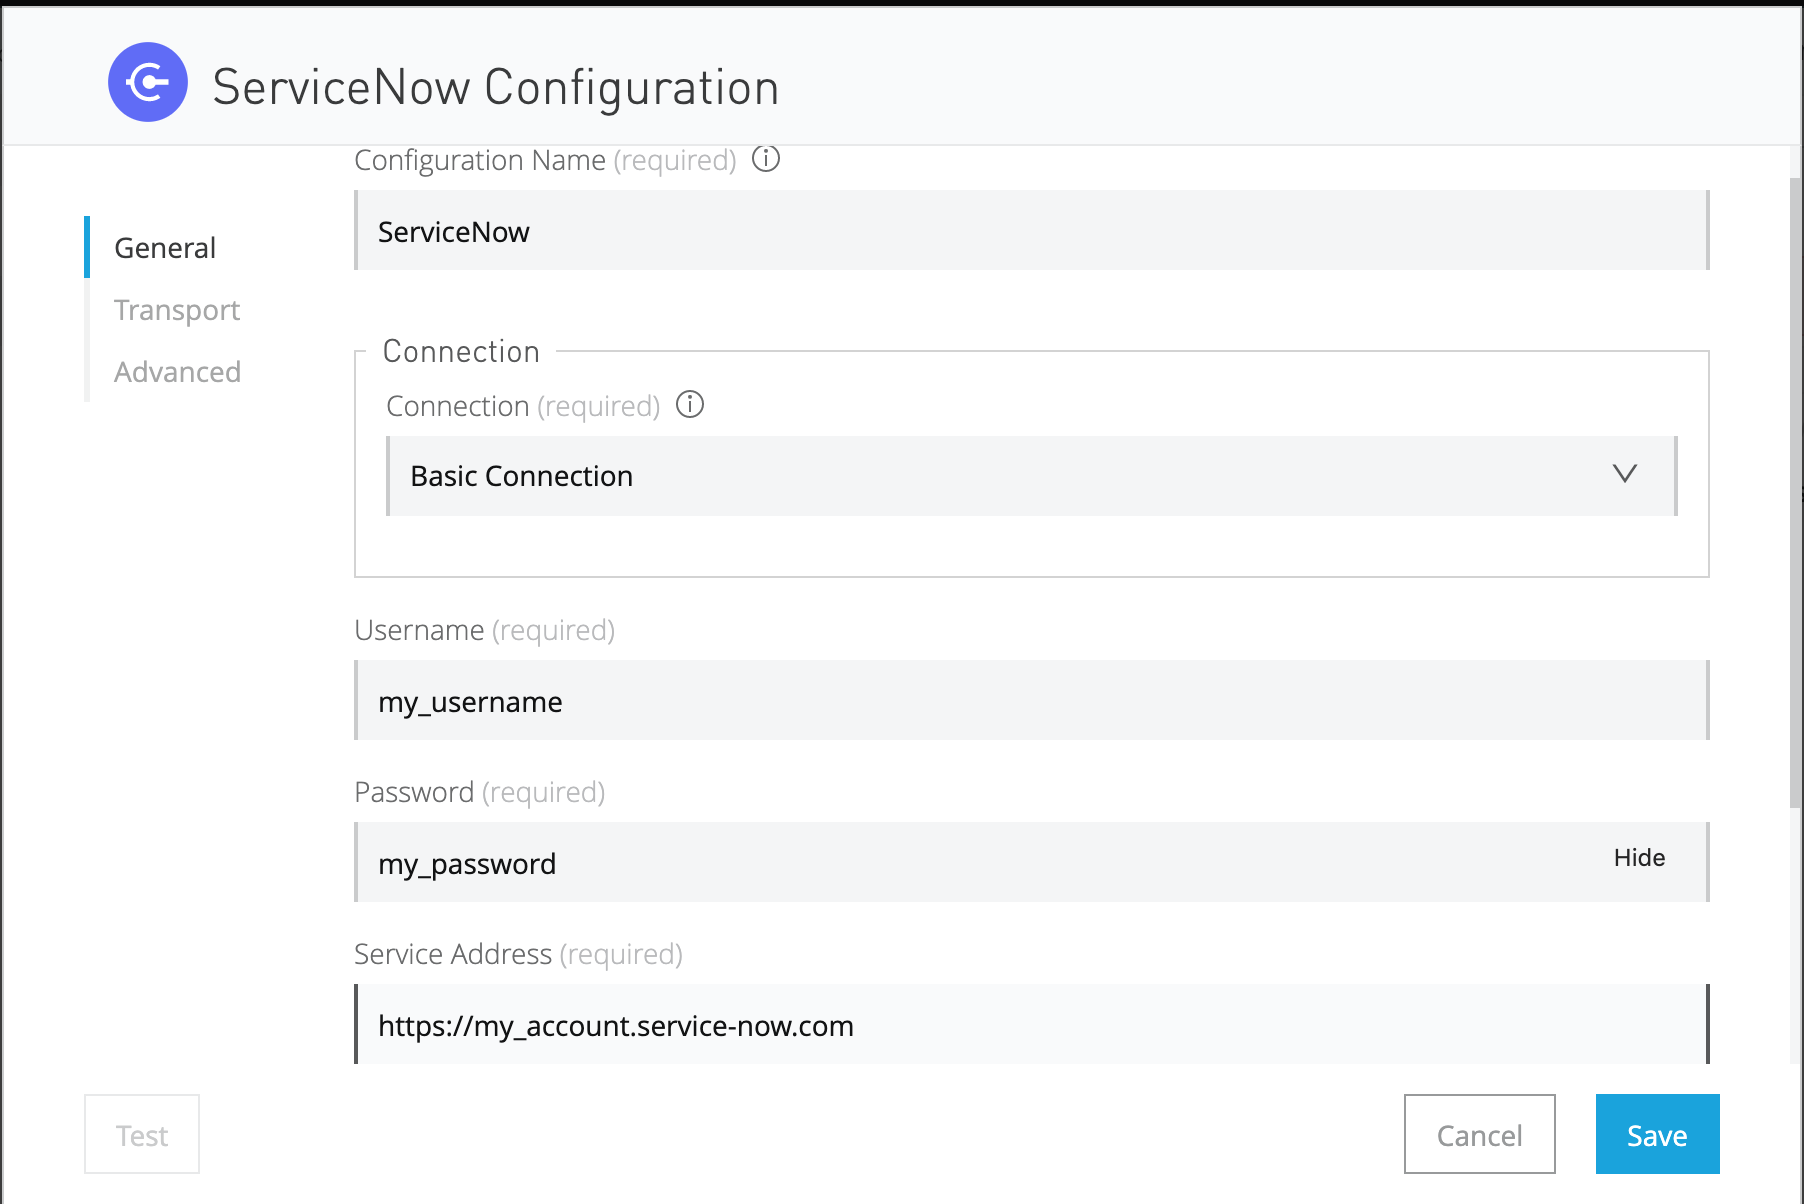 ServiceNow Configuration
General
Transport
Advanced
Configuration Name (required)
ServiceNow
Connection
Connection (required)
Basic Connection
Username (required)
my_username
Password (required)
my_password
Hide
Service Address (required)
https://my_account.service-now.com
Test
Cancel
Save